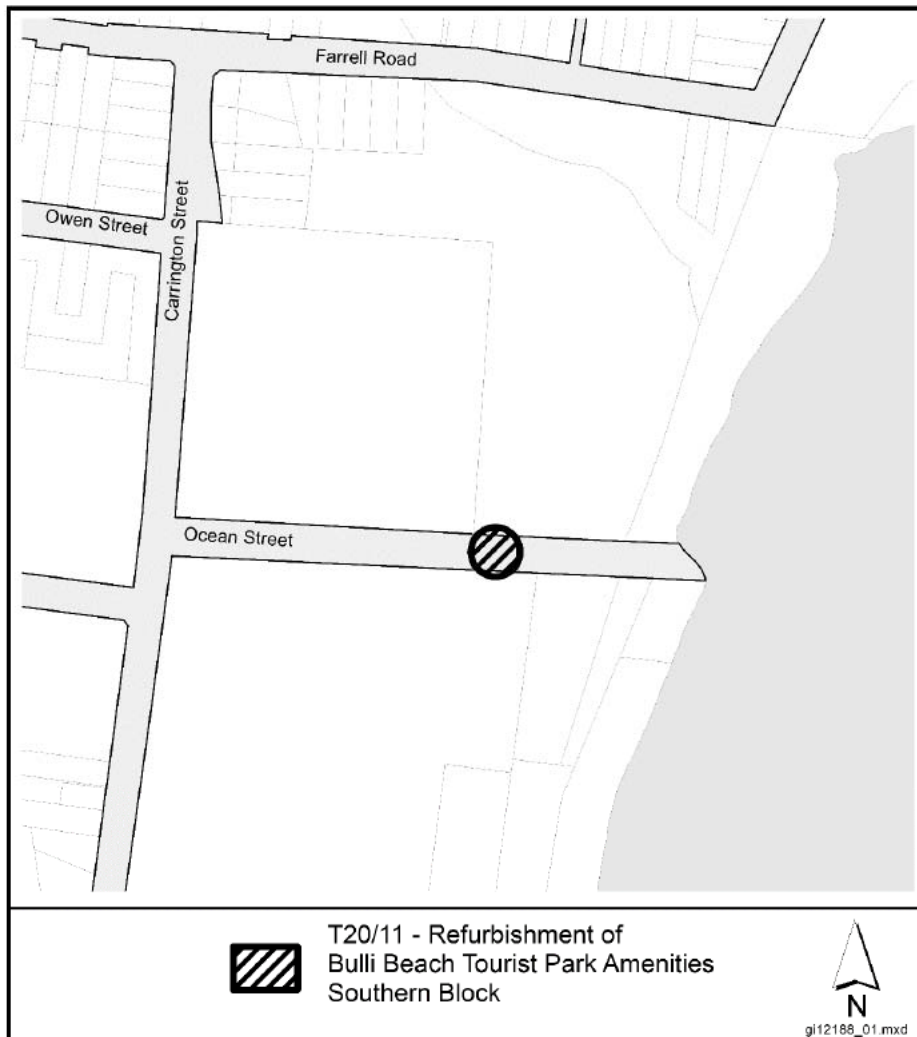 Farrell Road
Owen Street
Carrington Street
Ocean Street
T20/11 - Refurbishment of
Bulli Beach Tourist Park Amenities
Southern Block
N
gi12188_01.mxd